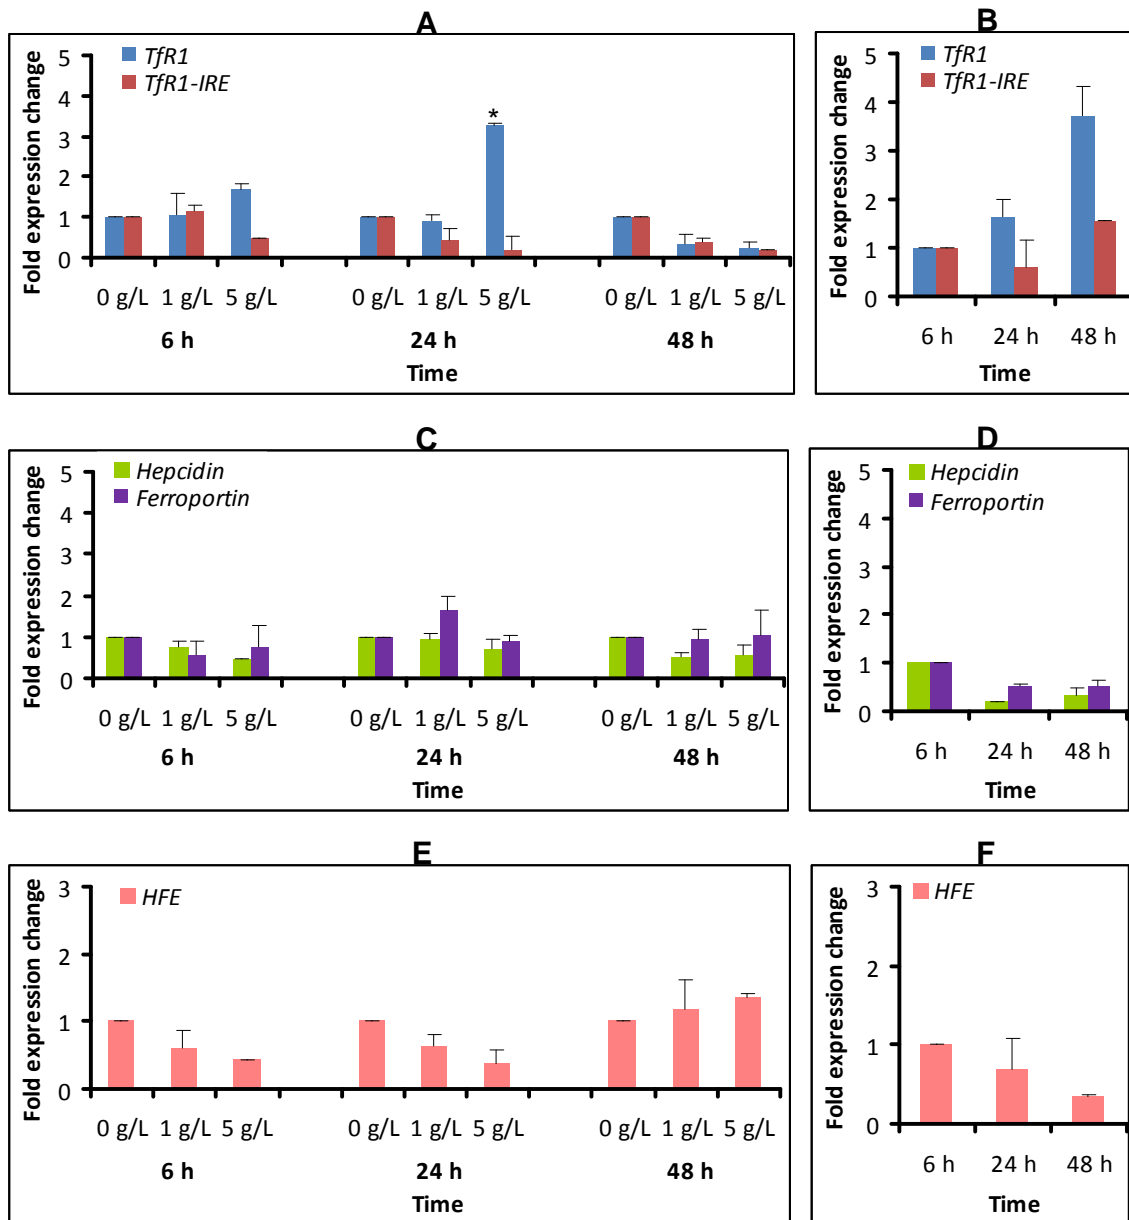 A
Fold expression change
5
4
3
2
1
0
TfR1
TfR1-IRE
*
0 g/L 1 g/L 5 g/L 0 g/L 1 g/L 5 g/L 0 g/L 1 g/L 5 g/L
6 h 24 h 48 h
Time
B
Fold expression change
5
4
3
2
1
0
TfR1
TfR1-IRE
6 h 24 h 48 h
Time
C
Fold expression change
5
4
3
2
1
0
Hepcidin
Ferroportin
0 g/L 1 g/L 5 g/L 0 g/L 1 g/L 5 g/L 0 g/L 1 g/L 5 g/L
6 h 24 h 48 h
Time
D
Fold expression change
5
4
3
2
1
0
Hepcidin
Ferroportin
6 h 24 h 48 h
Time
E
Fold expression change
3
2
1
0
HFE
0 g/L 1 g/L 5 g/L 0 g/L 1 g/L 5 g/L 0 g/L 1 g/L 5 g/L
6 h 24 h 48 h
Time
F
Fold expression change
3
2
1
0
HFE
6 h 24 h 48 h
Time